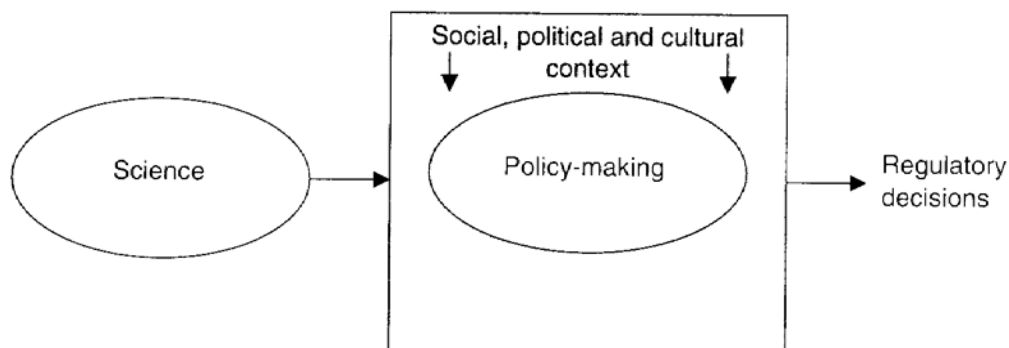 Social, political and cultural
context
Science
Policy-making
Regulatory
decisions